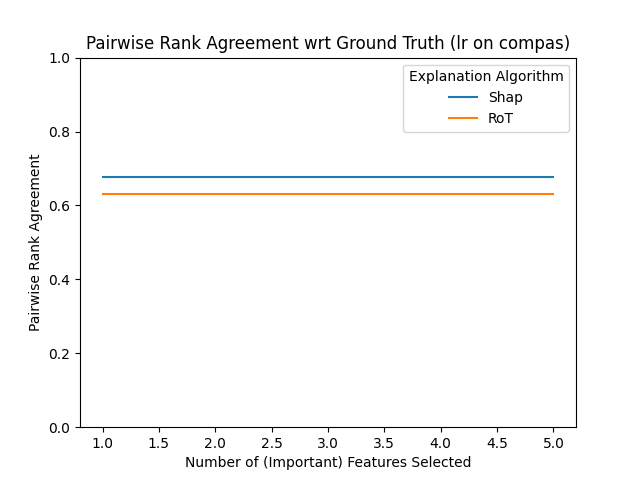 Pairwise Rank Agreement wrt Ground Truth (lr on compas)
Explanation Algorithm
Shap
RoT
1.0
0.8
0.6
0.4
0.2
0.0
Pairwise Rank Agreement
1.0 1.5 2.0 2.5 3.0 3.5 4.0 4.5 5.0
Number of (Important) Features Selected